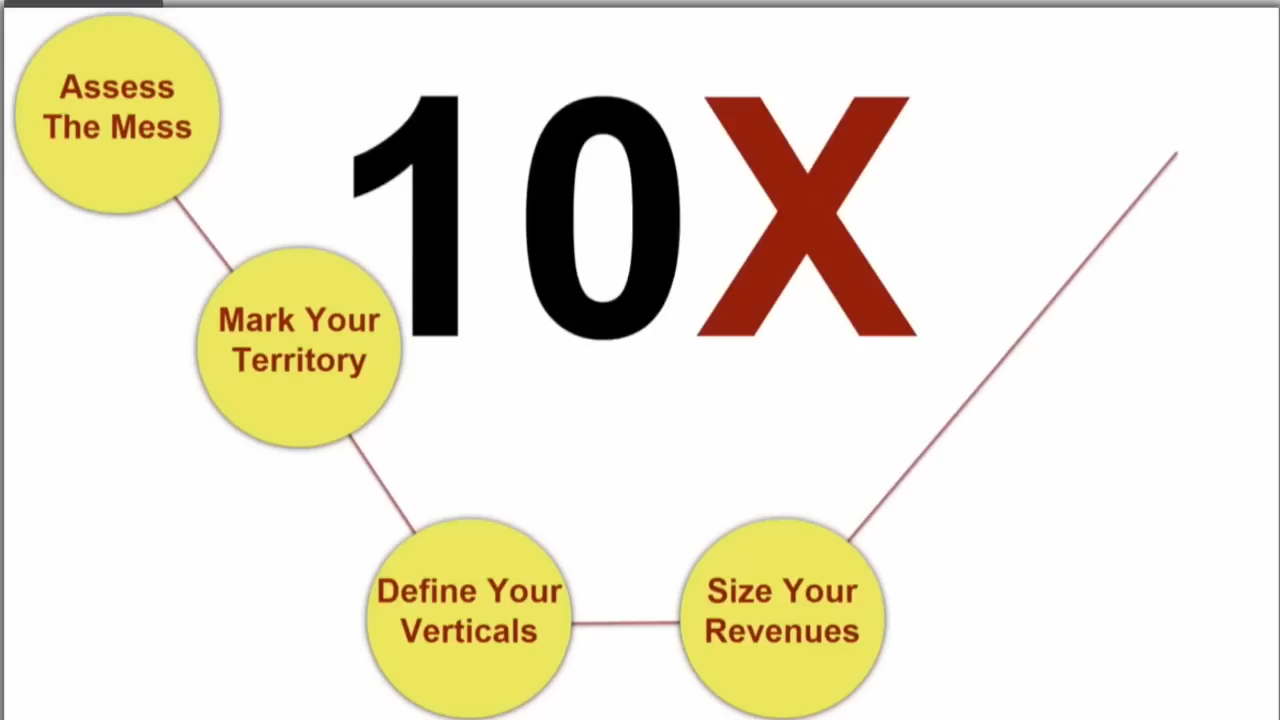 Assess
The Mess
10X
Mark Your
Territory
Define Your
Verticals
Size Your
Revenues